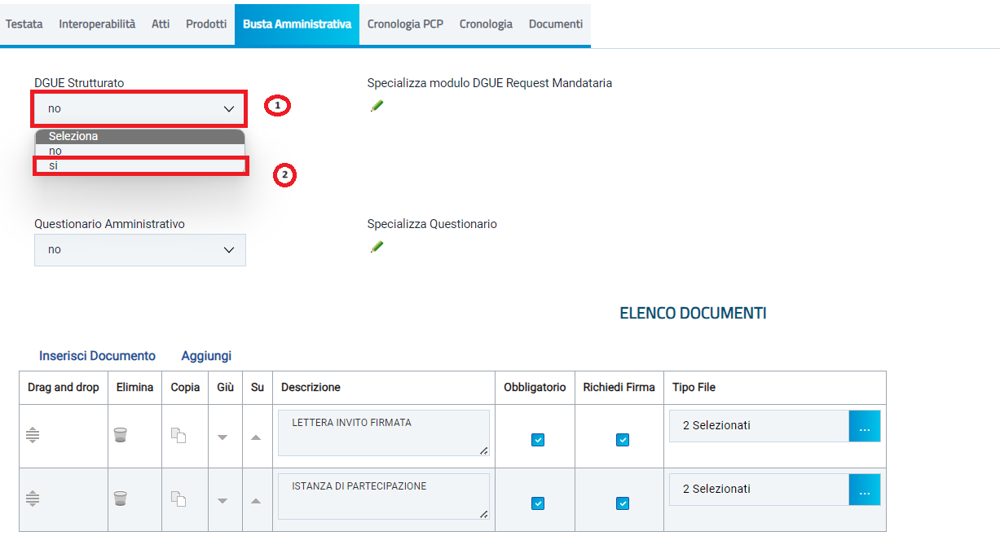 Testata Interoperabilità Atti Prodotti Busta Amministrativa Cronologia PCP Cronologia Documenti
DGUE Strutturato Specializza modulo DGUE Request Mandataria
no 1
Seleziona
no
si 2
Questionario Amministrativo Specializza Questionario
no
ELENCO DOCUMENTI
Inserisci Documento Aggiungi
Drag and drop Elimina Copia Giù Su Descrizione Obbligatorio Richiedi Firma Tipo File
LETTERA INVITO FIRMATA 2 Selezionati ...
ISTANZA DI PARTECIPAZIONE 2 Selezionati ...